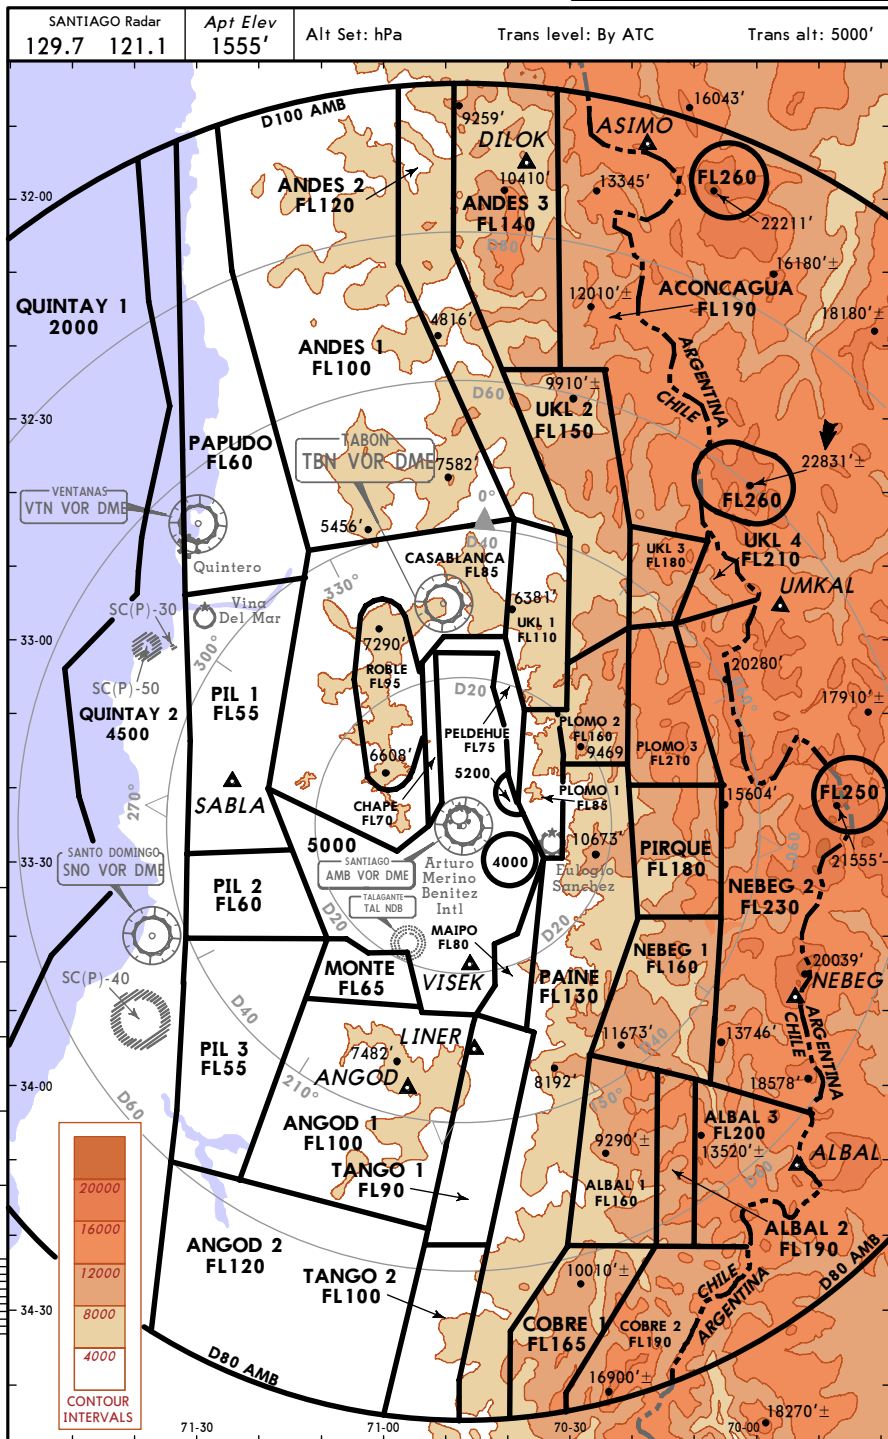 SANTIAGO Radar
129.7 121.1
Apt Elev
1555'
Alt Set: hPa
Trans level: By ATC
Trans alt: 5000'
D100 AMB
9259'
16043'
DILOK
ASIMO
ANDES 2
FL120
10410'
13345'
FL260
32-00
ANDES 3
FL140
22211'
D80
16180'±
QUINTAY 1
2000
12010'±
ACONCAGUA
FL190
4816'
18180'±
ANDES 1
FL100
ARGENTINA
CHILE
D60
9910'±
UKL 2
FL150
32-30
PAPUDO
FL60
TABON
TBN VOR DME
7582'
22831'±
FL260
VENTANAS
VTN VOR DME
0°
5456'
D40
UKL 4
FL210
Quintero
CASABLANCA
FL85
UKL 3
FL180
330°
UMKAL
SC(P)-30
Vina
Del Mar
6381'
UKL 1
FL110
33-00
7290'
300°
ROBLE
FL95
20280'
SC(P)-50
PIL 1
FL55
D20
17910'±
QUINTAY 2
4500
PLOMO 2
FL160
PELDEHUE
FL75
9469
PLOMO 3
FL210
6608'
5200
PLOMO 1
FL85
FL250
270°
SABLA
CHAPE
FL70
15604'
5000
10673'
PIRQUE
FL180
060
33-30
SANTO DOMINGO
SNO VOR DME
SANTIAGO
AMB VOR DME
Arturo
Merino
Benitez
Intl
4000
Eulogio
Sanchez
21555'
PIL 2
FL60
TALAGANTE
TAL NDB
NEBEG 2
FL230
D20
D20
MAIPO
FL80
NEBEG 1
FL160
SC(P)-40
MONTE
FL65
VISEK
PAINE
FL130
20039'
NEBEG
D40
LINER
11673'
D40
13746'
CHILE
ARGENTINA
PIL 3
FL55
7482'
ANGOD
8192'
18578'
34-00
210°
150°
D60
ANGOD 1
FL100
ALBAL 3
FL200
9290'±
13520'±
ALBAL
TANGO 1
FL90
ALBAL 1
FL160
D60
20000
16000
12000
8000
4000
CONTOUR
INTERVALS
ANGOD 2
FL120
ALBAL 2
FL190
TANGO 2
FL100
10010'±
CHILE
ARGENTINA
D80 AMB
34-30
COBRE 1
FL165
COBRE 2
FL190
D80 AMB
16900'±
18270'±
71-30
71-00
70-30
70-00